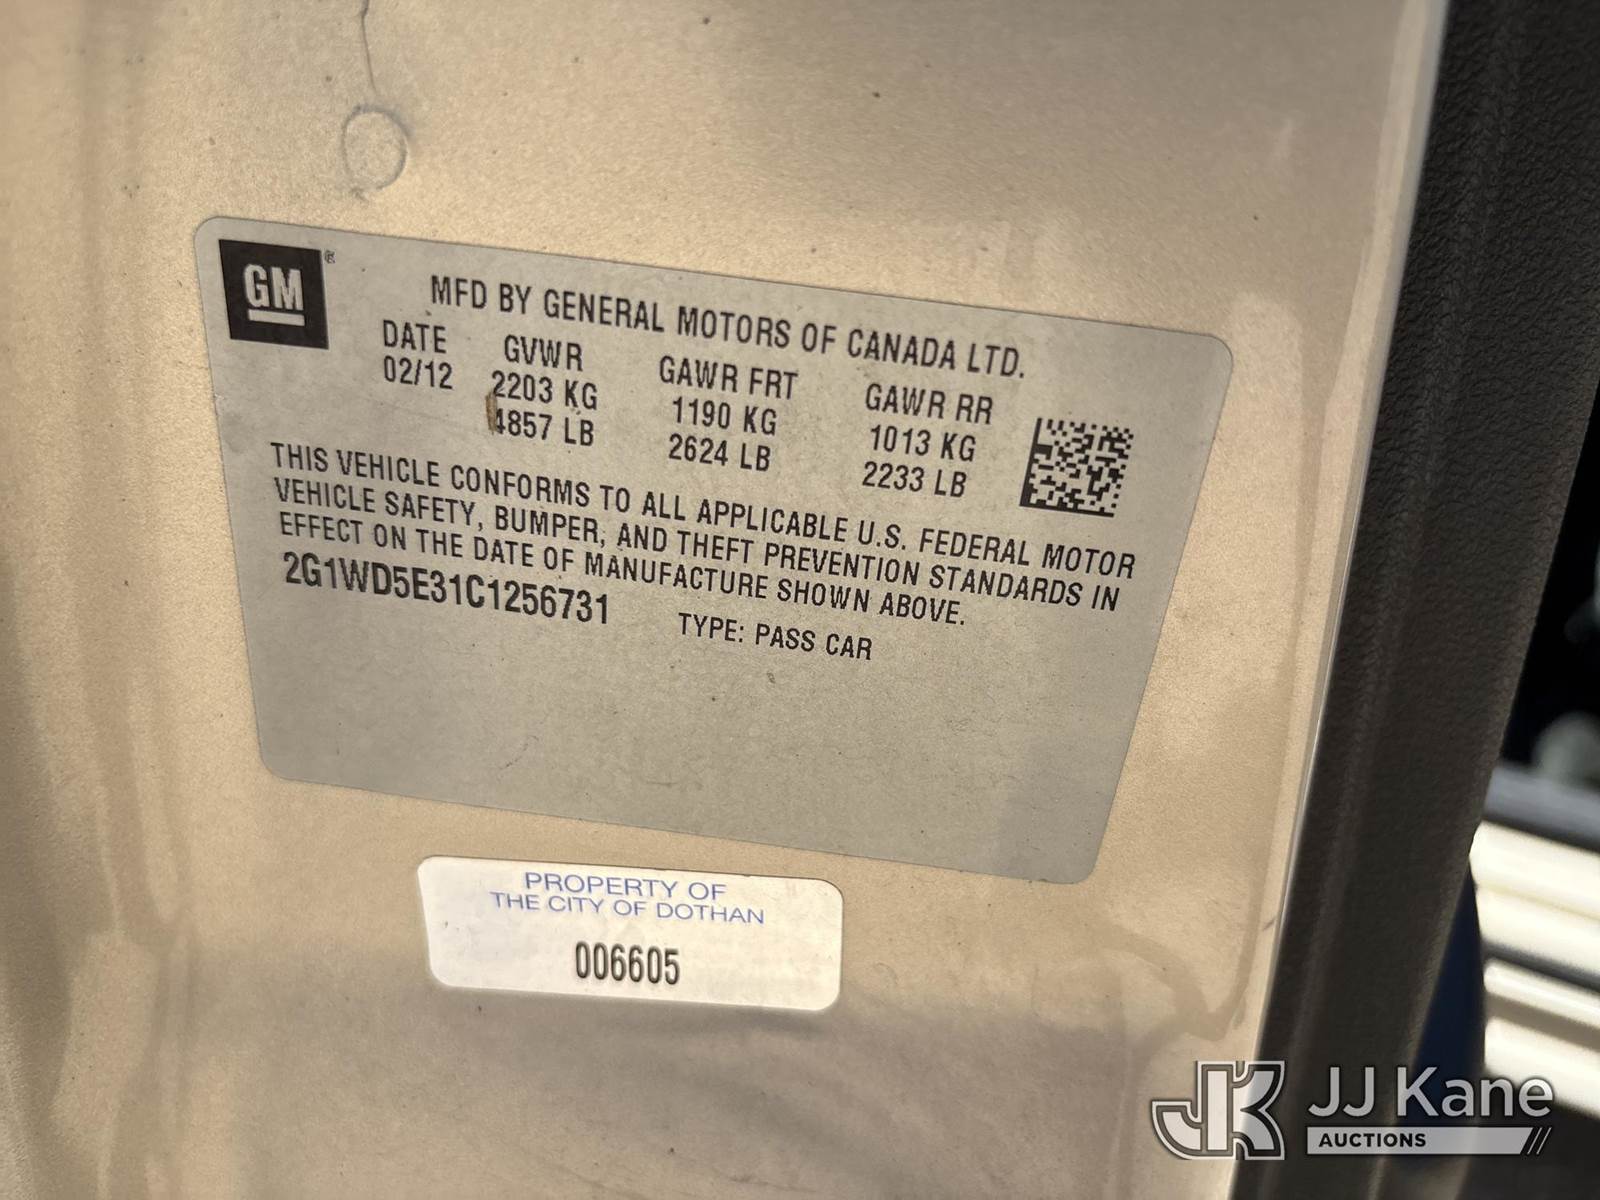 GM
MFD BY GENERAL MOTORS OF CANADA LTD.
DATE GVWR GAWR FRT GAWR RR
02/12 2203 KG 1190 KG 1013 KG
4857 LB 2624 LB 2233 LB
THIS VEHICLE CONFORMS TO ALL APPLICABLE U.S. FEDERAL MOTOR
VEHICLE SAFETY, BUMPER, AND THEFT PREVENTION STANDARDS IN
EFFECT ON THE DATE OF MANUFACTURE SHOWN ABOVE.
2G1WD5E31C1256731 TYPE: PASS CAR
PROPERTY OF
THE CITY OF DOTHAN
006605
JJ Kane
AUCTIONS